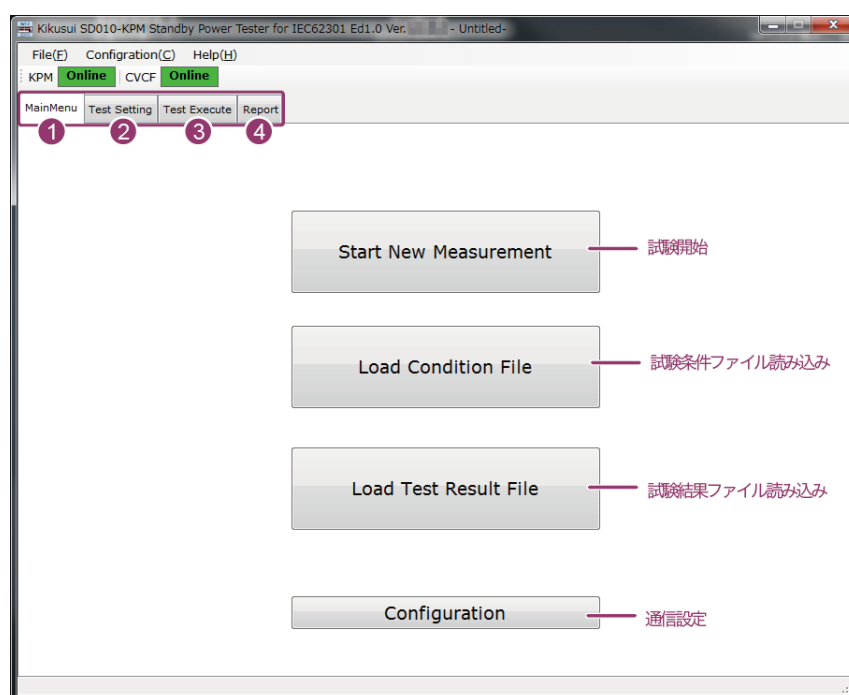 Kikusui SD010-KPM Standby Power Tester for IEC62301 Ed1.0 Ver. - Untitled-
File(F) Configration(C) Help(H)
KPM Online CVCF Online
MainMenu Test Setting Test Execute Report
1 2 3 4
Start New Measurement 試験開始
Load Condition File 試験条件ファイル読み込み
Load Test Result File 試験結果ファイル読み込み
Configuration 通信設定